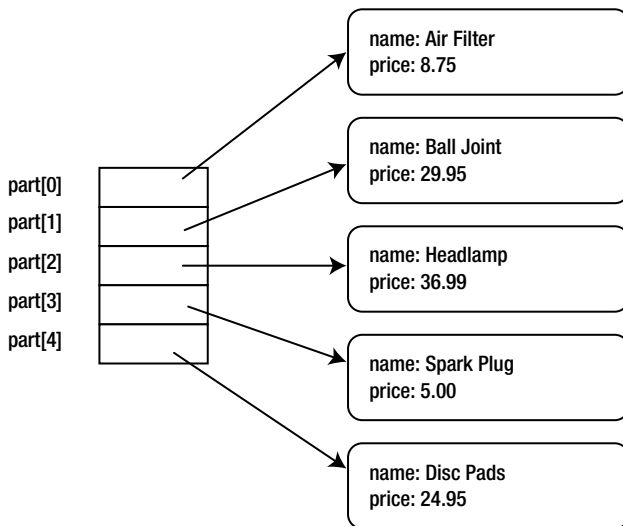 name: Air Filter
price: 8.75
name: Ball Joint
price: 29.95
part[0]
part[1]
part[2]
part[3]
part[4]
name: Headlamp
price: 36.99
name: Spark Plug
price: 5.00
name: Disc Pads
price: 24.95